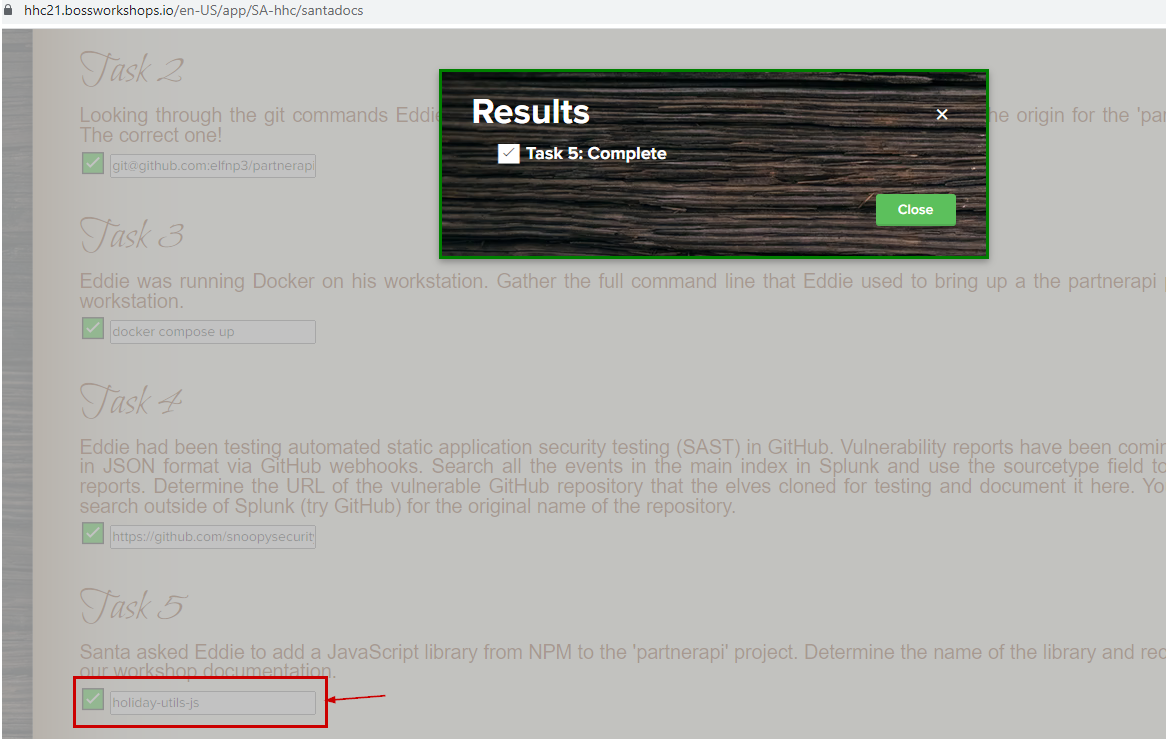 hhc21.bossworkshops.io/en-US/app/SA-hhc/santadocs
Task 2
Looking through the git commands Eddie
he origin for the 'par
The correct one!
git@github.com:elfnp3/partnerapi
Results
×
Task 5: Complete
Close
Task 3
Eddie was running Docker on his workstation. Gather the full command line that Eddie used to bring up a the partnerapi
workstation.
docker compose up
Task 4
Eddie had been testing automated static application security testing (SAST) in GitHub. Vulnerability reports have been comin
in JSON format via GitHub webhooks. Search all the events in the main index in Splunk and use the sourcetype field to
reports. Determine the URL of the vulnerable GitHub repository that the elves cloned for testing and document it here. Yo
search outside of Splunk (try GitHub) for the original name of the repository.
https://github.com/snoopysecurit
Task 5
Santa asked Eddie to add a JavaScript library from NPM to the 'partnerapi' project. Determine the name of the library and rec
our workshop documentation.
holiday-utils-js